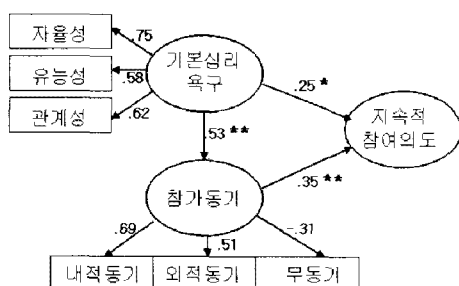 자율성
.75
유능성
.58
관계성
.62
기본심리
욕구
.25 *
지속적
참여의도
.53 **
참가동기
.35 **
.69
.51
-.31
내적동기
외적동기
무동기